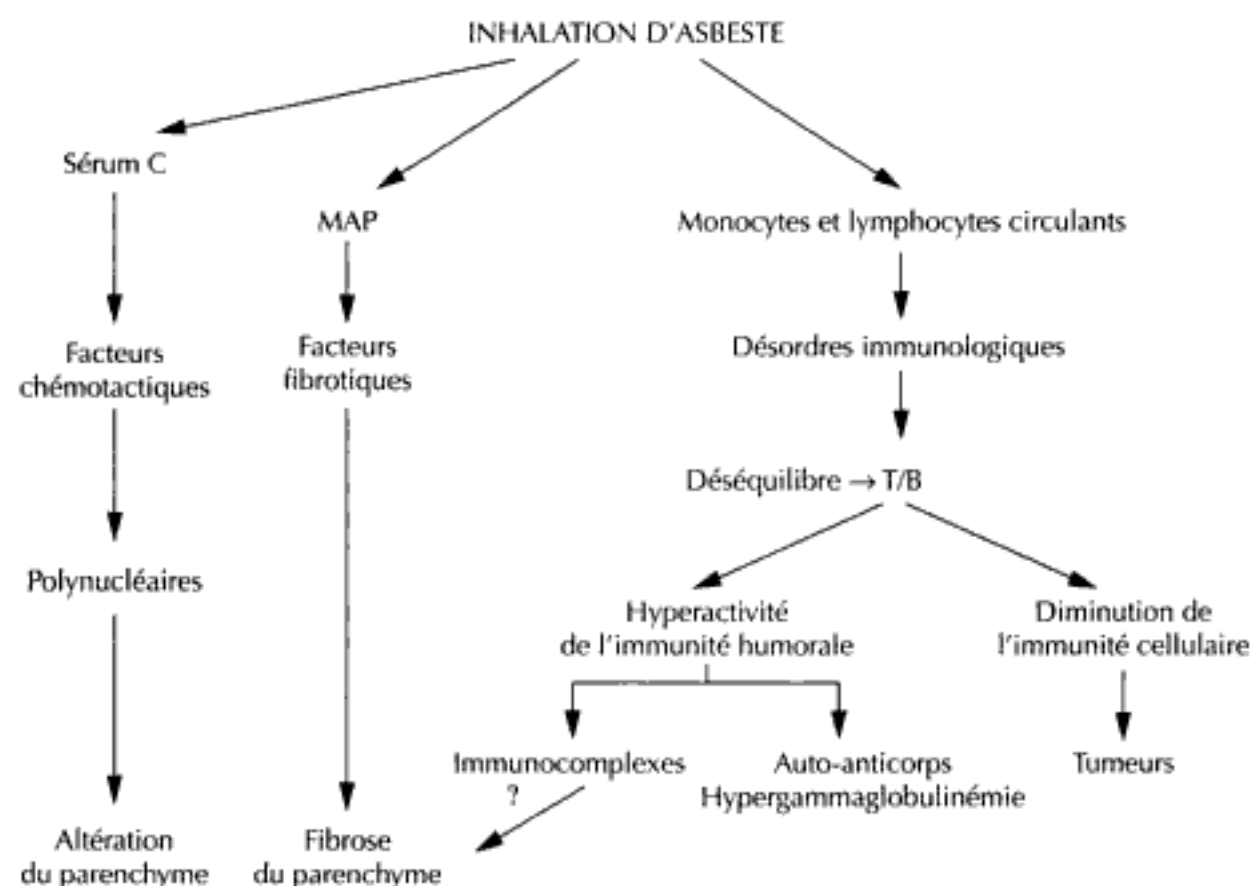 INHALATION D'ASBESTE
Sérum C
MAP
Monocytes et lymphocytes circulants
Facteurs
chémotactiques
Facteurs
fibrotiques
Désordres immunologiques
Déséquilibre → T/B
Polynucléaires
Hyperactivité
de l'immunité humorale
Diminution de
l'immunité cellulaire
Immunocomplexes
?
Auto-anticorps
Hypergammaglobulinémie
Tumeurs
Altération
du parenchyme
Fibrose
du parenchyme